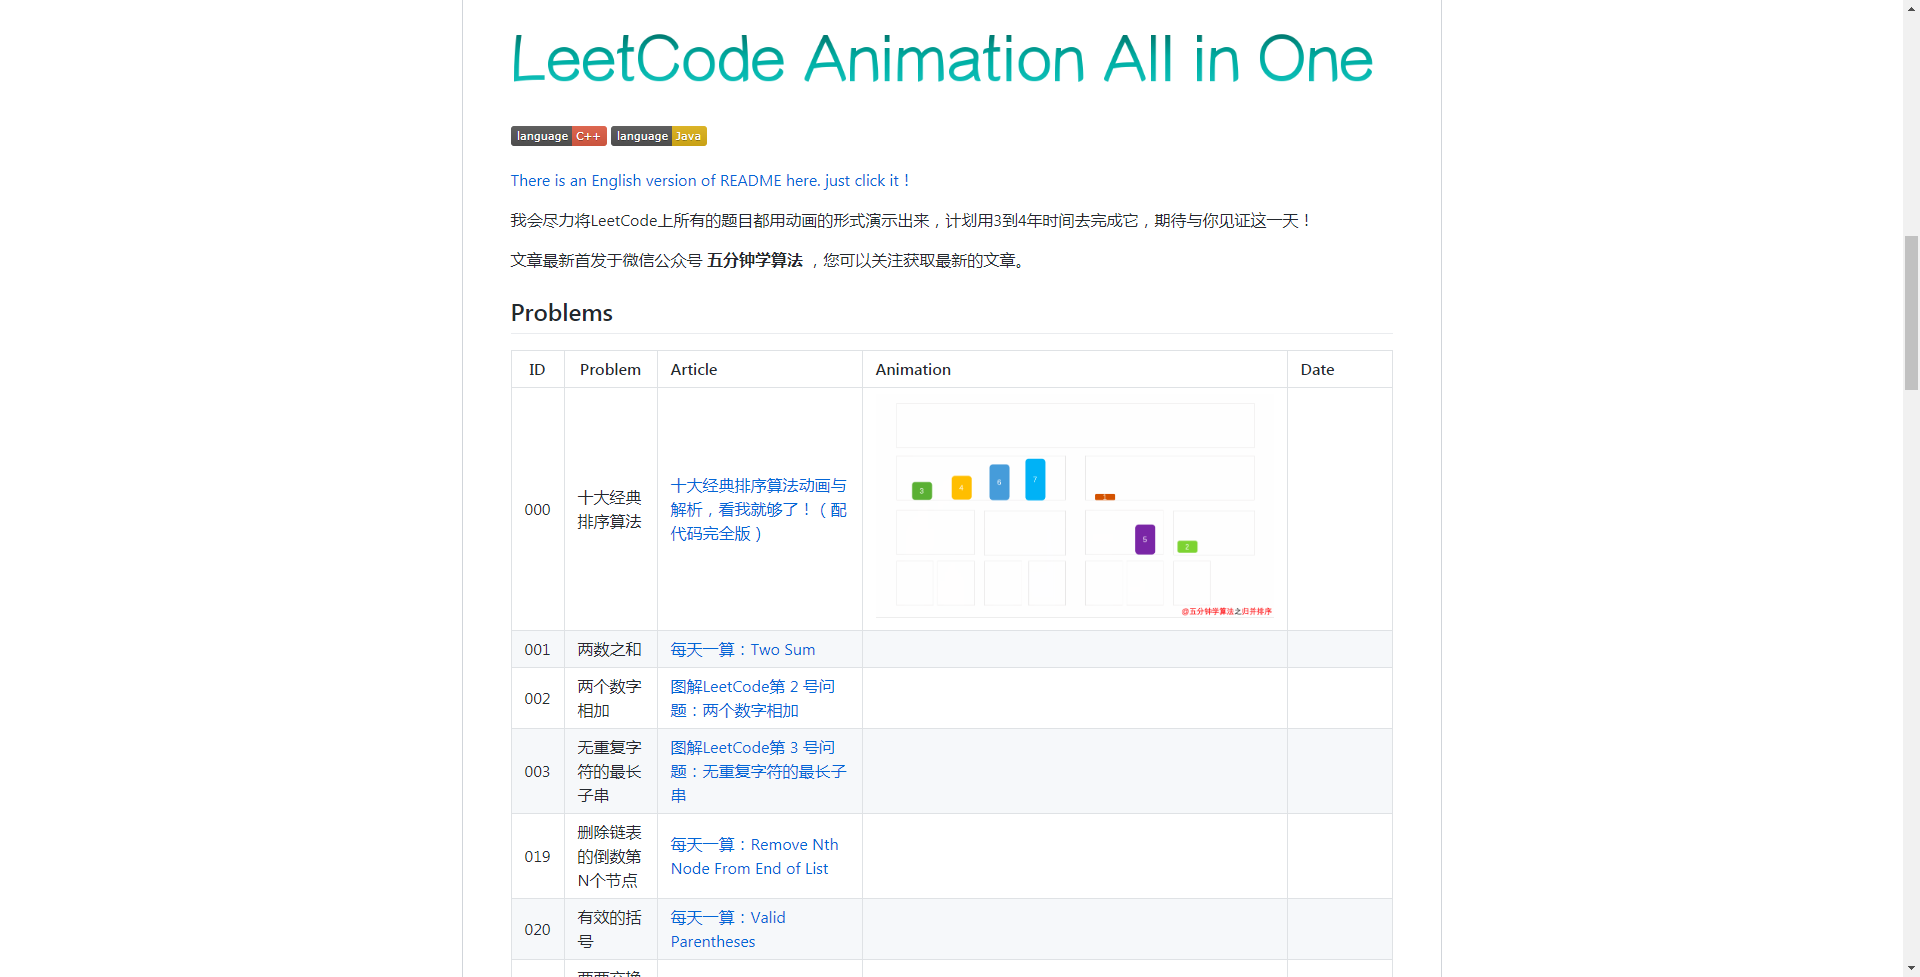 LeetCode Animation All in One
language C++ language Java
There is an English version of README here. just click it！
我会尽力将LeetCode上所有的题目都用动画的形式演示出来，计划用3到4年时间去完成它，期待与你见证这一天！
文章最新首发于微信公众号 五分钟学算法 ，您可以关注获取最新的文章。
Problems
ID Problem Article Animation Date
000
十大经典
排序算法
十大经典排序算法动画与
解析，看我就够了！（配
代码完全版）
3 4 6 7
5 2
@五分钟学算法之归并排序
001 两数之和 每天一算：Two Sum
002
两个数字
相加
图解LeetCode第 2 号问
题：两个数字相加
003
无重复字
符的最长
子串
图解LeetCode第 3 号问
题：无重复字符的最长子
串
019
删除链表
的倒数第
N个节点
每天一算：Remove Nth
Node From End of List
020
有效的括
号
每天一算：Valid
Parentheses
两两交换